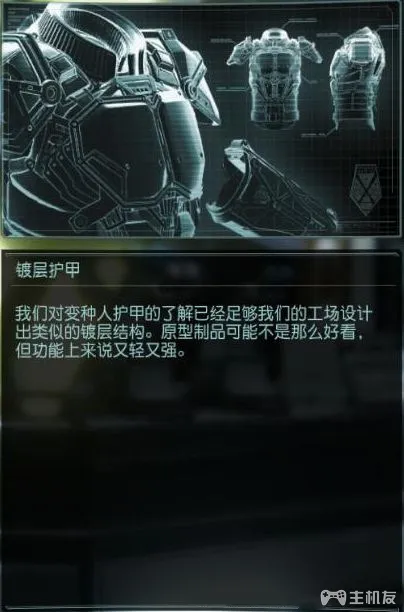 镀层护甲
我们对变种人护甲的了解已经足够我们的工场设计
出类似的镀层结构。原型制品可能不是那么好看，
但功能上来说又轻又强。
主机友